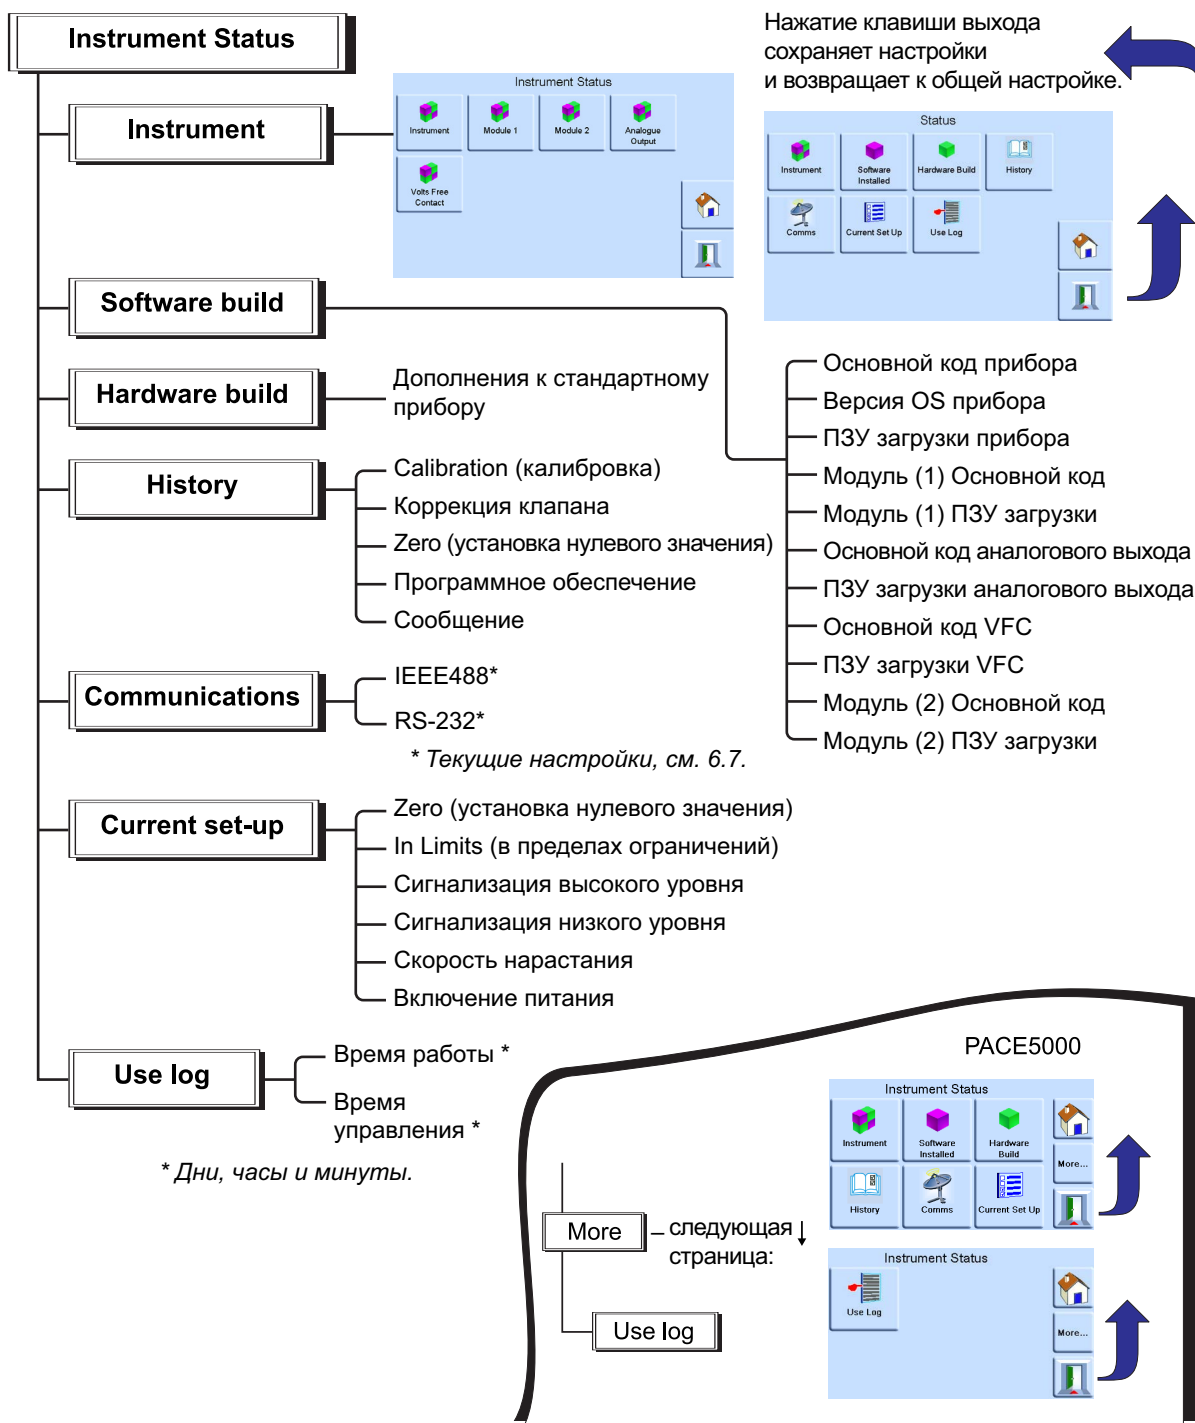 Instrument Status
Нажатие клавиши выхода
сохраняет настройки
и возвращает к общей настройке.
Instrument
Instrument Status
Instrument
Module 1
Module 2
Analogue
Output
Volts Free
Contact
Status
Instrument
Software
Installed
Hardware Build
History
Comms
Current Set Up
Use Log
Software build
Основной код прибора
Версия OS прибора
ПЗУ загрузки прибора
Модуль (1) Основной код
Модуль (1) ПЗУ загрузки
Основной код аналогового выхода
ПЗУ загрузки аналогового выхода
Основной код VFC
ПЗУ загрузки VFC
Модуль (2) Основной код
Модуль (2) ПЗУ загрузки
Hardware build
Дополнения к стандартному
прибору
History
Calibration (калибровка)
Коррекция клапана
Zero (установка нулевого значения)
Программное обеспечение
Сообщение
Communications
IEEE488*
RS-232*
* Текущие настройки, см. 6.7.
Current set-up
Zero (установка нулевого значения)
In Limits (в пределах ограничений)
Сигнализация высокого уровня
Сигнализация низкого уровня
Скорость нарастания
Включение питания
Use log
Время работы *
Время
управления *
* Дни, часы и минуты.
PACE5000
Instrument Status
Instrument
Software
Installed
Hardware
Build
More...
History
Comms
Current Set Up
More
следующая
страница:
Use log
Instrument Status
Use Log
More...